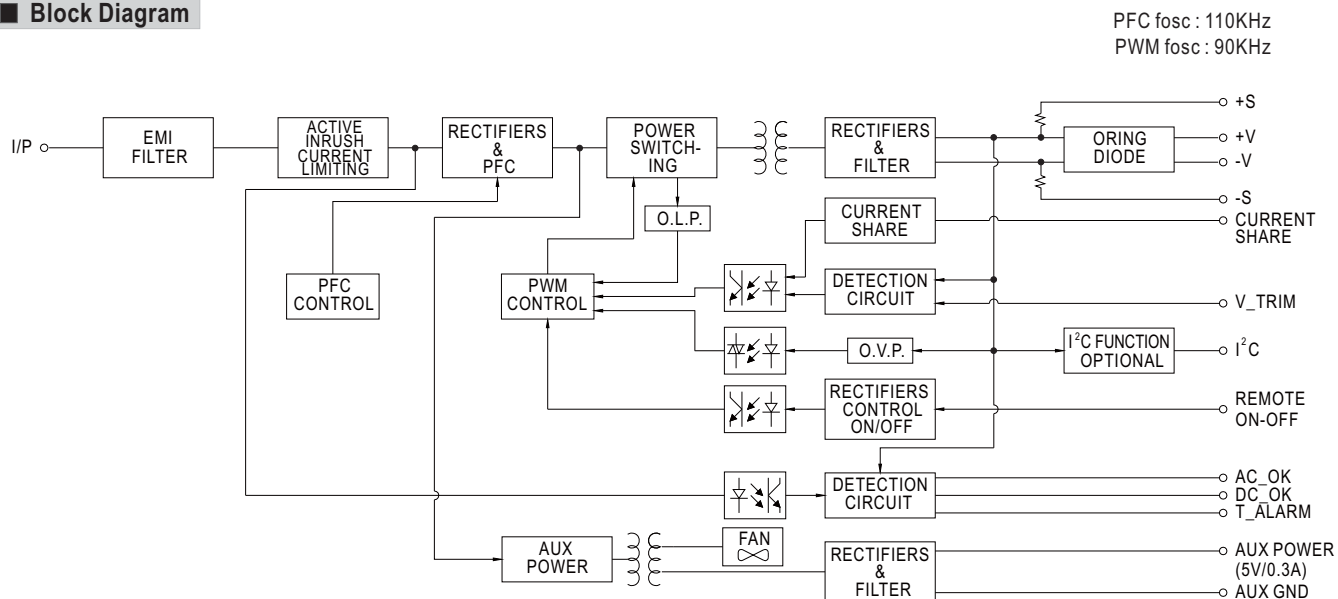 ■ Block Diagram
PFC fosc : 110KHz
PWM fosc : 90KHz
I/P
EMI
FILTER
ACTIVE
INRUSH
CURRENT
LIMITING
RECTIFIERS
&
PFC
POWER
SWITCH-
ING
RECTIFIERS
&
FILTER
ORING
DIODE
+S
+V
-V
-S
O.L.P.
CURRENT
SHARE
CURRENT
SHARE
PFC
CONTROL
PWM
CONTROL
DETECTION
CIRCUIT
V_TRIM
O.V.P.
I²C FUNCTION
OPTIONAL
I²C
RECTIFIERS
CONTROL
ON/OFF
REMOTE
ON-OFF
DETECTION
CIRCUIT
AC_OK
DC_OK
T_ALARM
AUX
POWER
FAN
RECTIFIERS
&
FILTER
AUX POWER
(5V/0.3A)
AUX GND